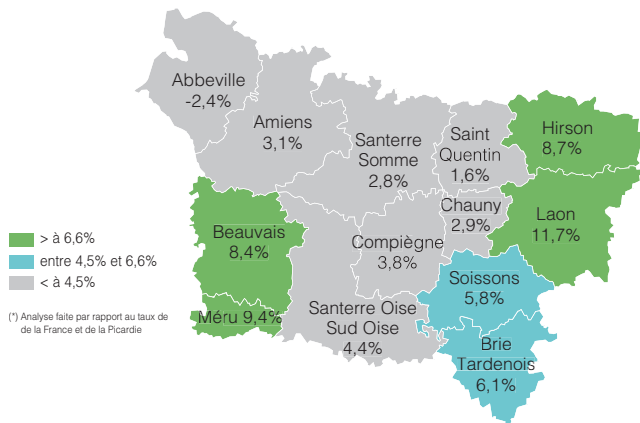 Abbeville
-2,4%
Amiens
3,1%
Santerre
Somme
2,8%
Saint
Quentin
1,6%
Hirson
8,7%
Chauny
2,9%
Laon
11,7%
Beauvais
8,4%
Compiègne
3,8%
Soissons
5,8%
Méru 9,4%
Santerre Oise
Sud Oise
4,4%
Brie
Tardenois
6,1%
> à 6,6%
entre 4,5% et 6,6%
< à 4,5%
(*) Analyse faite par rapport au taux de
de la France et de la Picardie